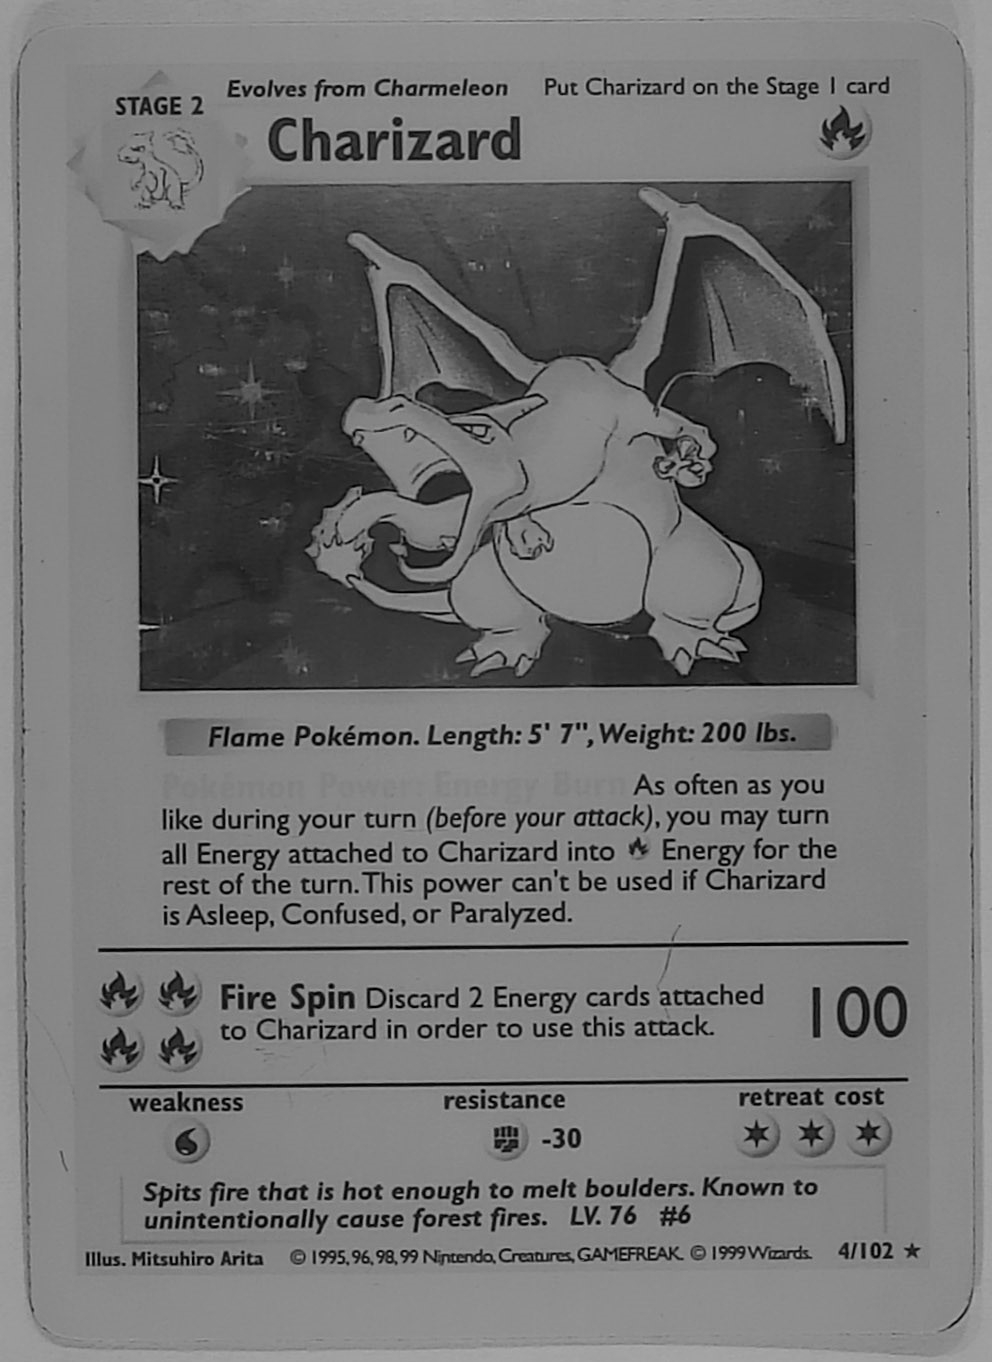 Evolves from Charmeleon Put Charizard on the Stage 1 card
STAGE 2
Charizard
Flame Pokémon. Length: 5' 7", Weight: 200 lbs.
Pokémon Power: Energy Burn As often as you
like during your turn (before your attack), you may turn
all Energy attached to Charizard into Energy for the
rest of the turn. This power can't be used if Charizard
is Asleep, Confused, or Paralyzed.
Fire Spin Discard 2 Energy cards attached
to Charizard in order to use this attack.
100
weakness resistance retreat cost
-30
Spits fire that is hot enough to melt boulders. Known to
unintentionally cause forest fires. LV. 76 #6
Illus. Mitsuhiro Arita © 1995, 96, 98, 99 Nintendo, Creatures, GAMEFREAK. © 1999 Wizards. 4/102 ★